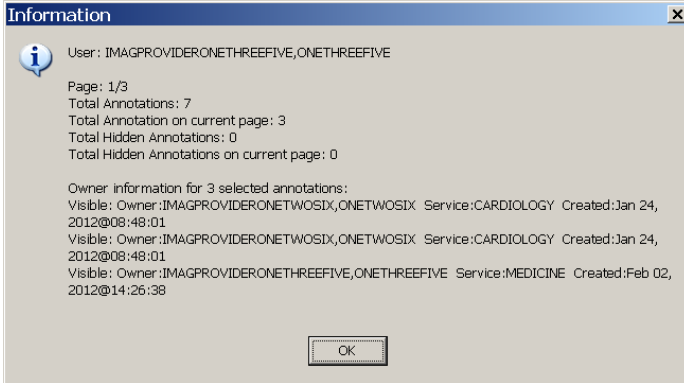 Information
User: IMAGPROVIDERONETHREEFIVE,ONETHREEFIVE
Page: 1/3
Total Annotations: 7
Total Annotation on current page: 3
Total Hidden Annotations: 0
Total Hidden Annotations on current page: 0
Owner information for 3 selected annotations:
Visible: Owner:IMAGPROVIDERONETWOSIX,ONETWOSIX Service:CARDIOLOGY Created:Jan 24,
2012@08:48:01
Visible: Owner:IMAGPROVIDERONETWOSIX,ONETWOSIX Service:CARDIOLOGY Created:Jan 24,
2012@08:48:01
Visible: Owner:IMAGPROVIDERONETHREEFIVE,ONETHREEFIVE Service:MEDICINE Created:Feb 02,
2012@14:26:38
OK